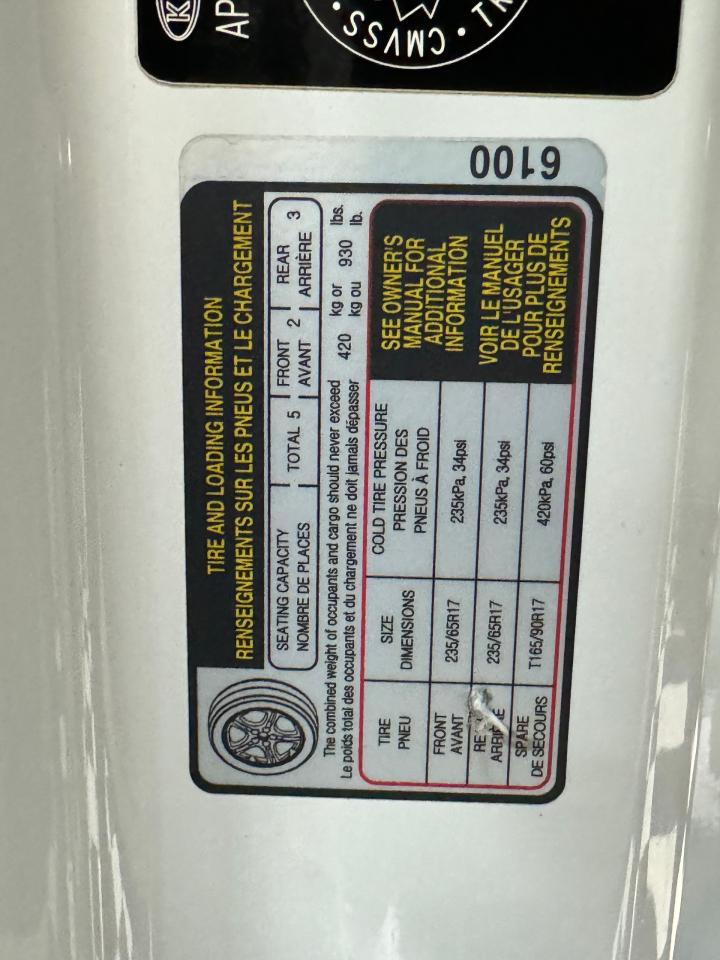 K
AP
CMVSS
6100
TIRE AND LOADING INFORMATION
RENSEIGNEMENTS SUR LES PNEUS ET LE CHARGEMENT
SEATING CAPACITY TOTAL 5 FRONT 2 REAR 3
NOMBRE DE PLACES AVANT ARRIÈRE
The combined weight of occupants and cargo should never exceed 420 kg or 930 lbs.
Le poids total des occupants et du chargement ne doit jamais dépasser kg ou lb.
TIRE SIZE COLD TIRE PRESSURE
PNEU DIMENSIONS PRESSION DES
PNEUS À FROID
FRONT 235/65R17 235kPa, 34psi
AVANT
235/65R17 235kPa, 34psi
SPARE T165/90R17 420kPa, 60psi
DE SECOURS
SEE OWNER'S
MANUAL FOR
ADDITIONAL
INFORMATION
VOIR LE MANUEL
DE L'USAGER
POUR PLUS DE
RENSEIGNEMENTS